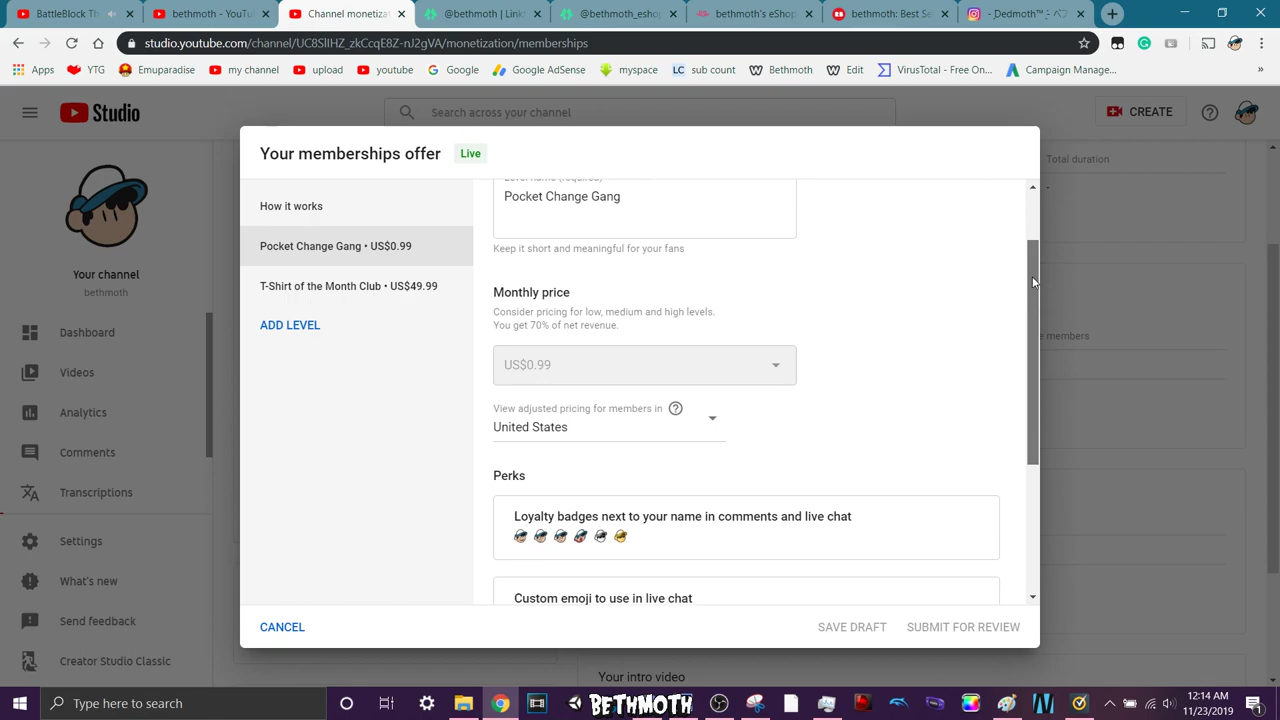 BattleBlock Th
bethmoth - YouTub
Channel monetiza
@bethmoth | Link
@bethmoth_eshop
bethmoth's eShop
bethmoth: Best Se
- Dedmoth™
studio.youtube.com/channel/UC8SlIHZ_zkCcqE8Z-nJ2gVA/monetization/memberships
Apps
YTG
Emuparadise
my channel
upload
youtube
Google
Google AdSense
myspace
LC sub count
Bethmoth
Edit
VirusTotal - Free On...
Campaign Manage...
»
Studio
Search across your channel
CREATE
Your memberships offer
Live
Total duration
-
Your channel
bethmoth
Dashboard
Videos
Analytics
Comments
Transcriptions
Settings
What's new
Send feedback
Creator Studio Classic
How it works
Pocket Change Gang • US$0.99
T-Shirt of the Month Club • US$49.99
ADD LEVEL
Level name (required)
Pocket Change Gang
Keep it short and meaningful for your fans
Monthly price
Consider pricing for low, medium and high levels.
You get 70% of net revenue.
US$0.99
View adjusted pricing for members in
United States
Perks
Loyalty badges next to your name in comments and live chat
Custom emoji to use in live chat
e members
CANCEL
SAVE DRAFT
SUBMIT FOR REVIEW
Your intro video
Type here to search
BETHMOTH
12:14 AM
11/23/2019